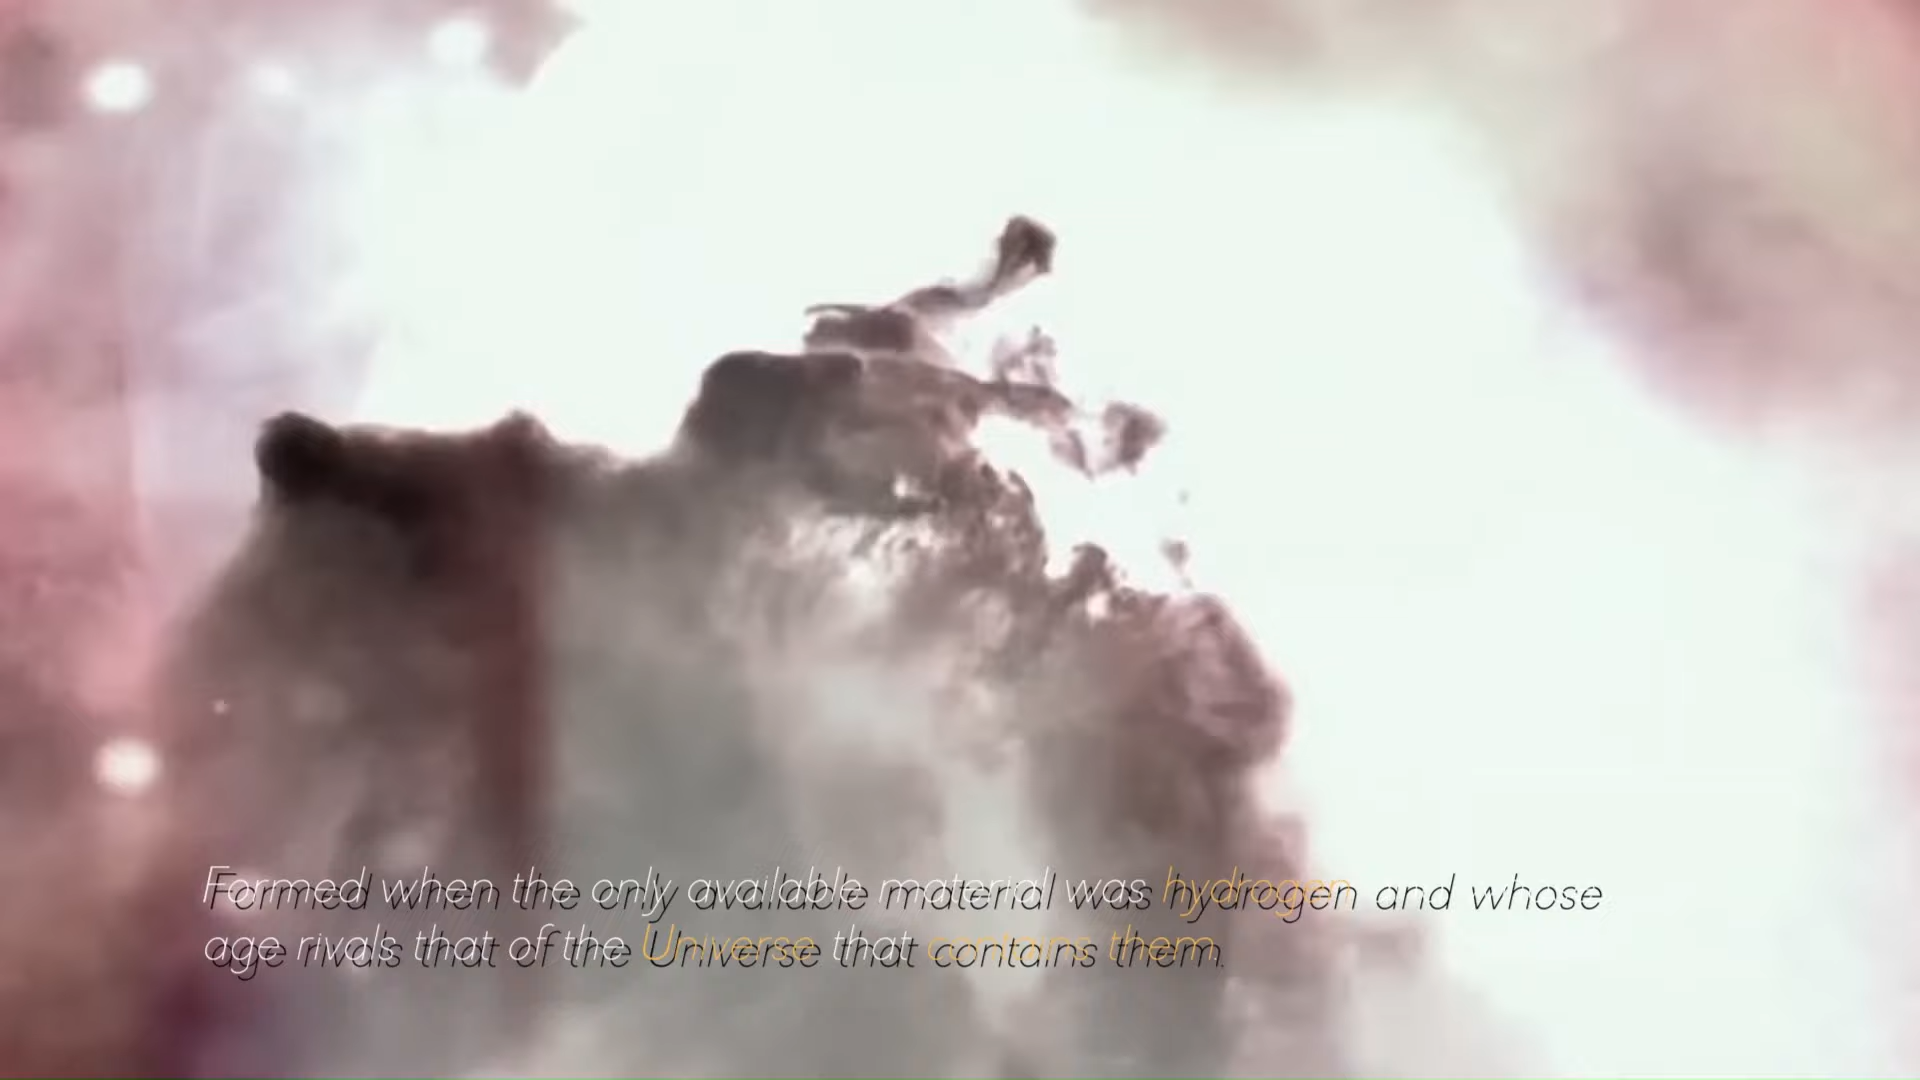 Formed when the only available material was hydrogen and whose
age rivals that of the Universe that contains them.